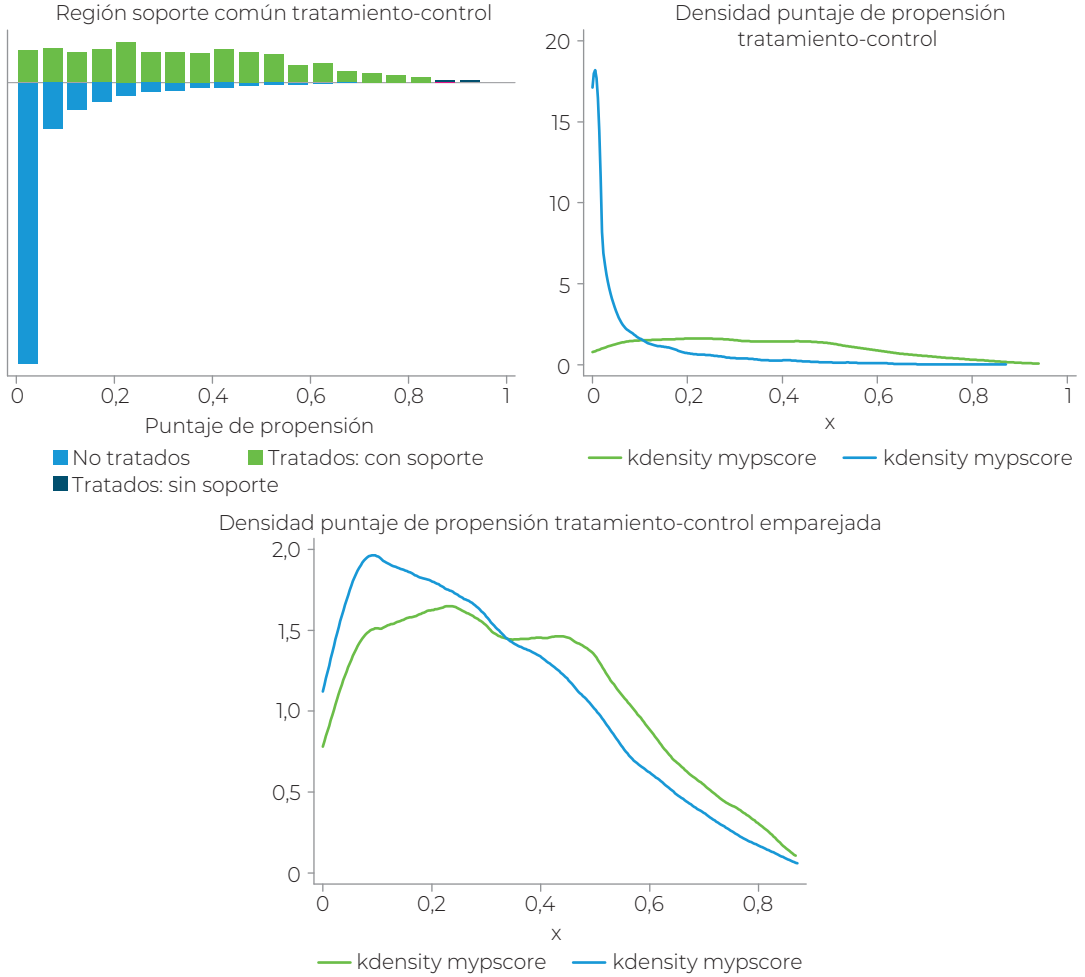 Región soporte común tratamiento-control
0 0,2 0,4 0,6 0,8 1
Puntaje de propensión
No tratados Tratados: con soporte
Tratados: sin soporte
Densidad puntaje de propensión
tratamiento-control
20
15
10
5
0
0 0,2 0,4 0,6 0,8 1
x
kdensity mypscore kdensity mypscore
Densidad puntaje de propensión tratamiento-control emparejada
2,0
1,5
1,0
0,5
0
0 0,2 0,4 0,6 0,8
x
kdensity mypscore kdensity mypscore